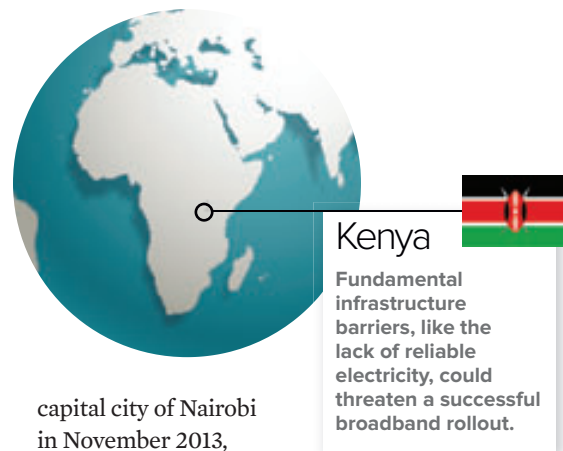 Kenya
Fundamental
infrastructure
barriers, like the
lack of reliable
electricity, could
threaten a successful
broadband rollout.
capital city of Nairobi
in November 2013,